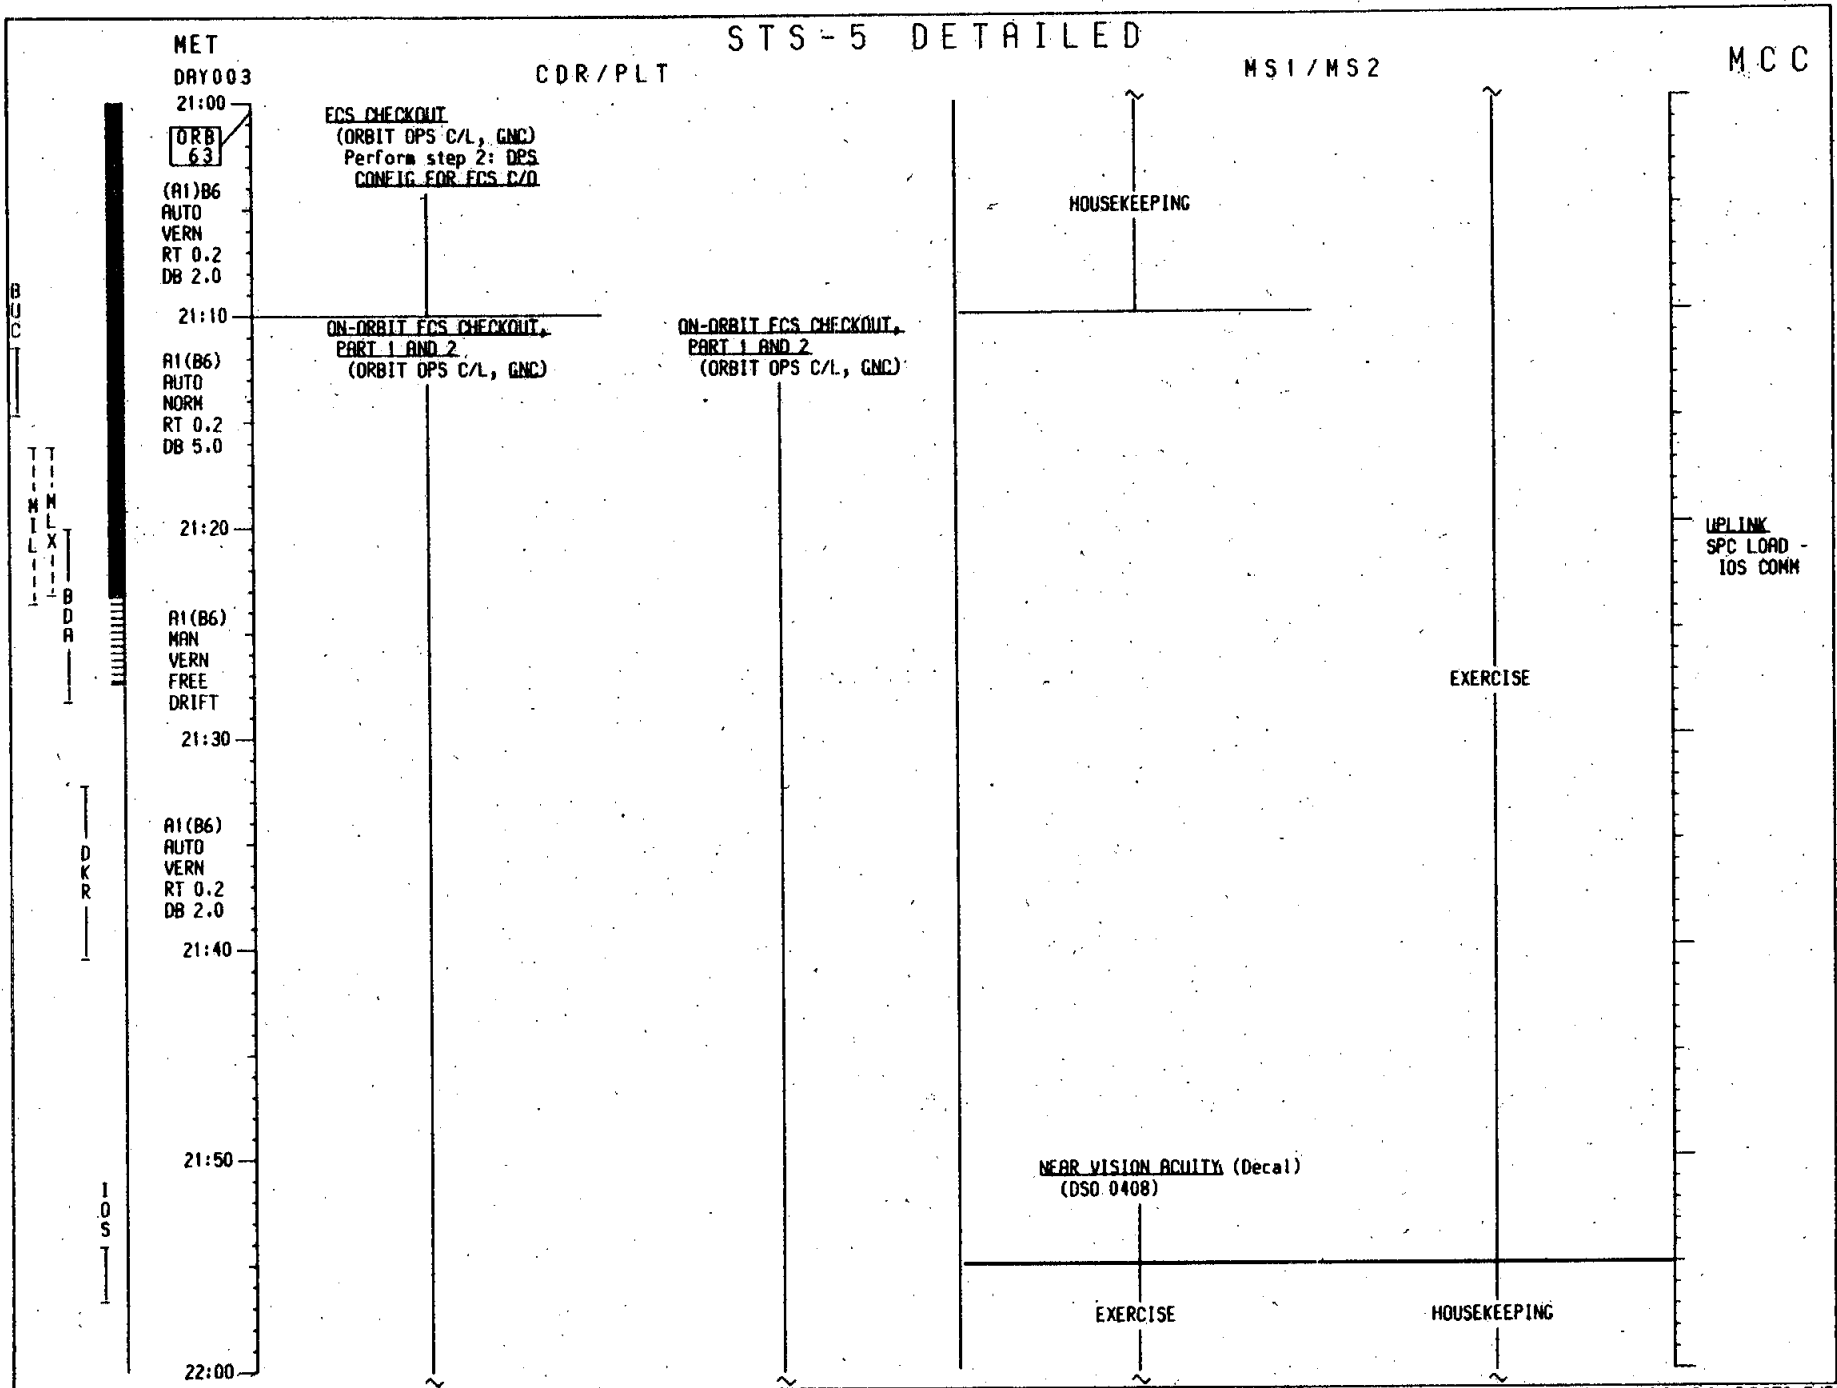 STS-5 DETAILED
MET
DAY003
CDR/PLT
MS1/MS2
MCC
21:00
ORB
63
(A1)B6
AUTO
VERN
RT 0.2
DB 2.0
FCS CHECKOUT
(ORBIT OPS C/L, GNC)
Perform step 2: DPS
CONFIG FOR FCS C/O
HOUSEKEEPING
BUC
21:10
ON-ORBIT FCS CHECKOUT,
PART 1 AND 2
(ORBIT OPS C/L, GNC)
ON-ORBIT FCS CHECKOUT,
PART 1 AND 2
(ORBIT OPS C/L, GNC)
A1(B6)
AUTO
NORM
RT 0.2
DB 5.0
MIL
MLX
21:20
UPLINK
SPC LOAD -
IOS COMM
BDA
A1(B6)
MAN
VERN
FREE
DRIFT
EXERCISE
21:30
A1(B6)
AUTO
VERN
RT 0.2
DB 2.0
DKR
21:40
21:50
NEAR VISION ACUITY (Decal)
(DSO 0408)
IOS
EXERCISE
HOUSEKEEPING
22:00